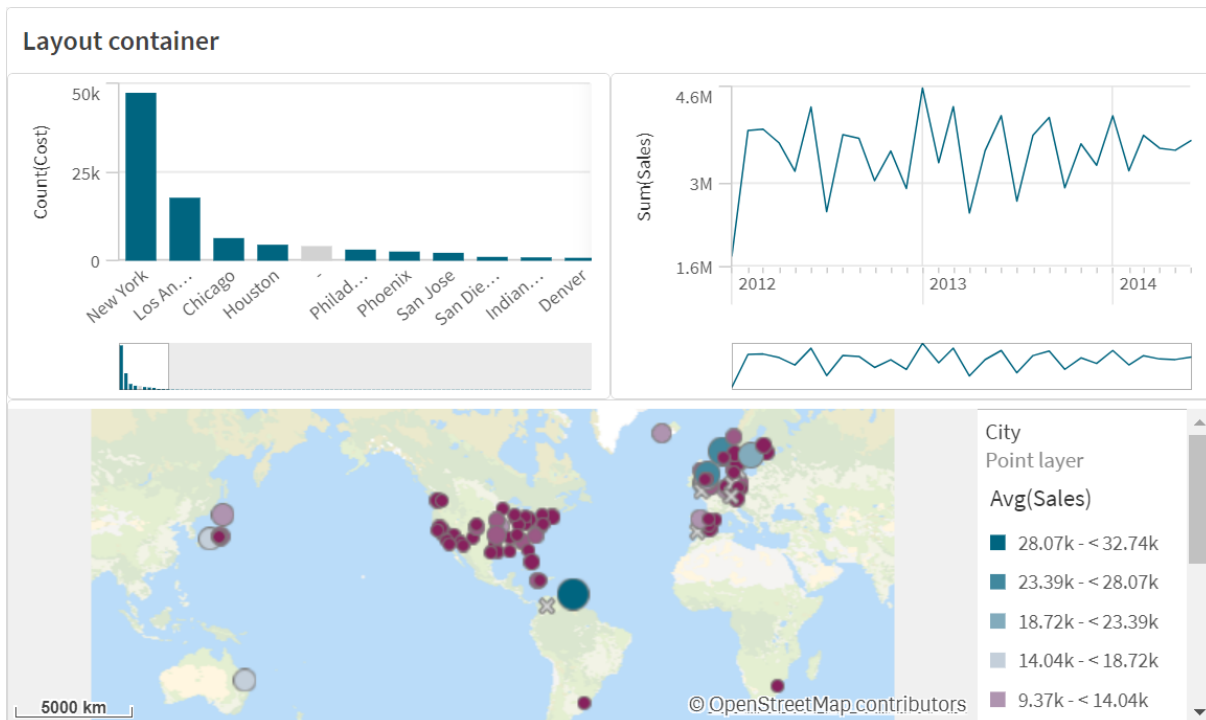 Layout container
50k
25k
0
Count(Cost)
New York
Los An...
Chicago
Houston
-
Philad...
Phoenix
San Jose
San Die...
Indian...
Denver
4.6M
3M
1.6M
Sum(Sales)
2012
2013
2014
City
Point layer
Avg(Sales)
28.07k - < 32.74k
23.39k - < 28.07k
18.72k - < 23.39k
14.04k - < 18.72k
9.37k - < 14.04k
5000 km
© OpenStreetMap contributors